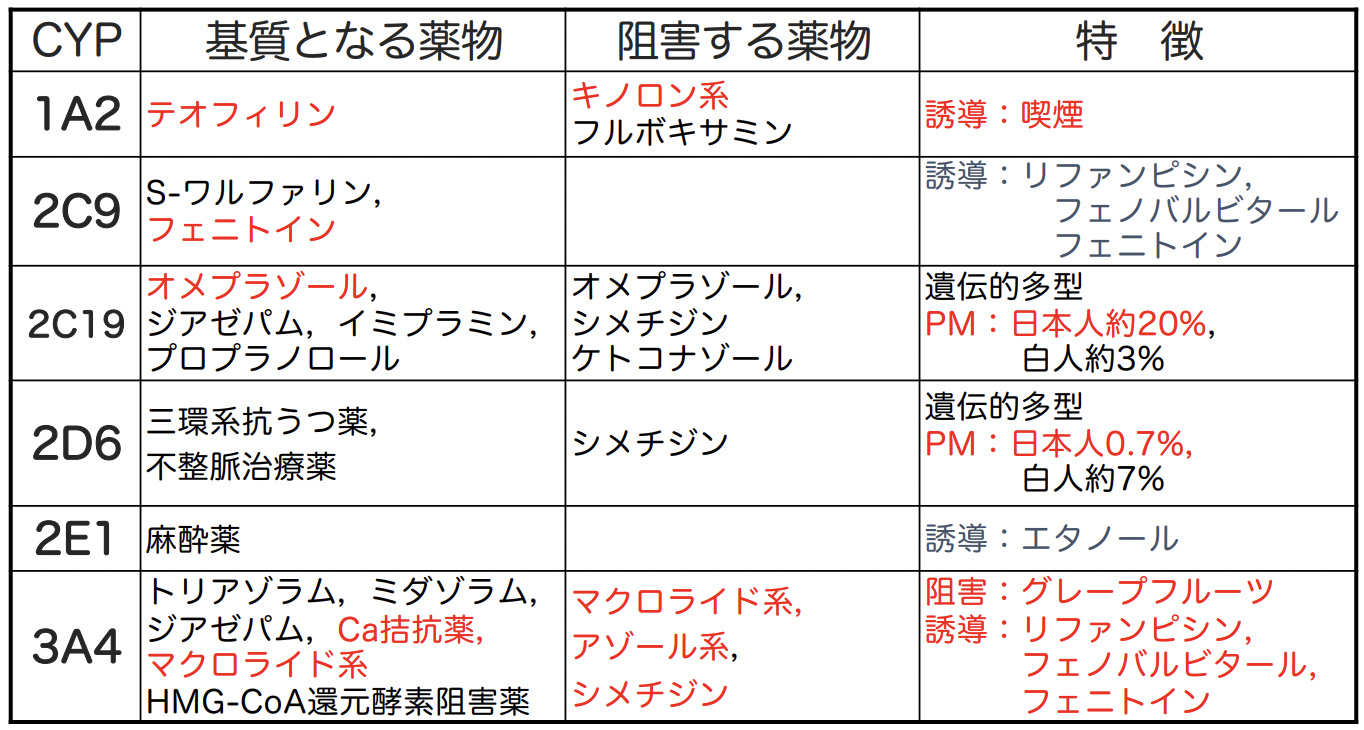 CYP
基質となる薬物
阻害する薬物
特　徴
1A2
テオフィリン
キノロン系
フルボキサミン
誘導：喫煙
2C9
S-ワルファリン，
フェニトイン
誘導：リファンピシン，
フェノバルビタール
フェニトイン
2C19
オメプラゾール，
ジアゼパム，イミプラミン，
プロプラノロール
オメプラゾール，
シメチジン
ケトコナゾール
遺伝的多型
PM：日本人約20%，
白人約3%
2D6
三環系抗うつ薬，
不整脈治療薬
シメチジン
遺伝的多型
PM：日本人0.7%，
白人約7%
2E1
麻酔薬
誘導：エタノール
3A4
トリアゾラム，ミダゾラム，
ジアゼパム，Ca拮抗薬，
マクロライド系
HMG-CoA還元酵素阻害薬
マクロライド系，
アゾール系，
シメチジン
阻害：グレープフルーツ
誘導：リファンピシン，
フェノバルビタール，
フェニトイン